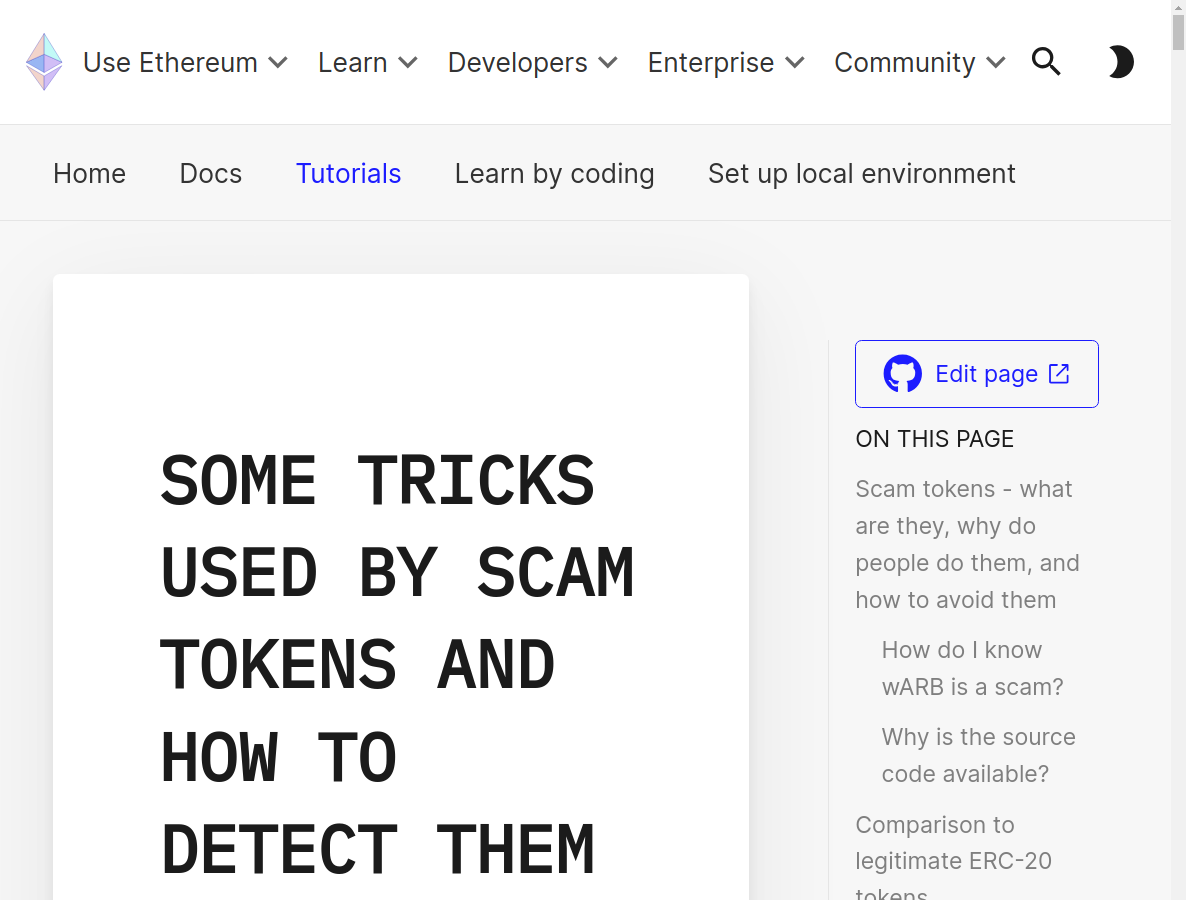 Use Ethereum Learn Developers Enterprise Community
Home Docs Tutorials Learn by coding Set up local environment
SOME TRICKS
USED BY SCAM
TOKENS AND
HOW TO
DETECT THEM
Edit page
ON THIS PAGE
Scam tokens - what
are they, why do
people do them, and
how to avoid them
How do I know
wARB is a scam?
Why is the source
code available?
Comparison to
legitimate ERC-20
tokens